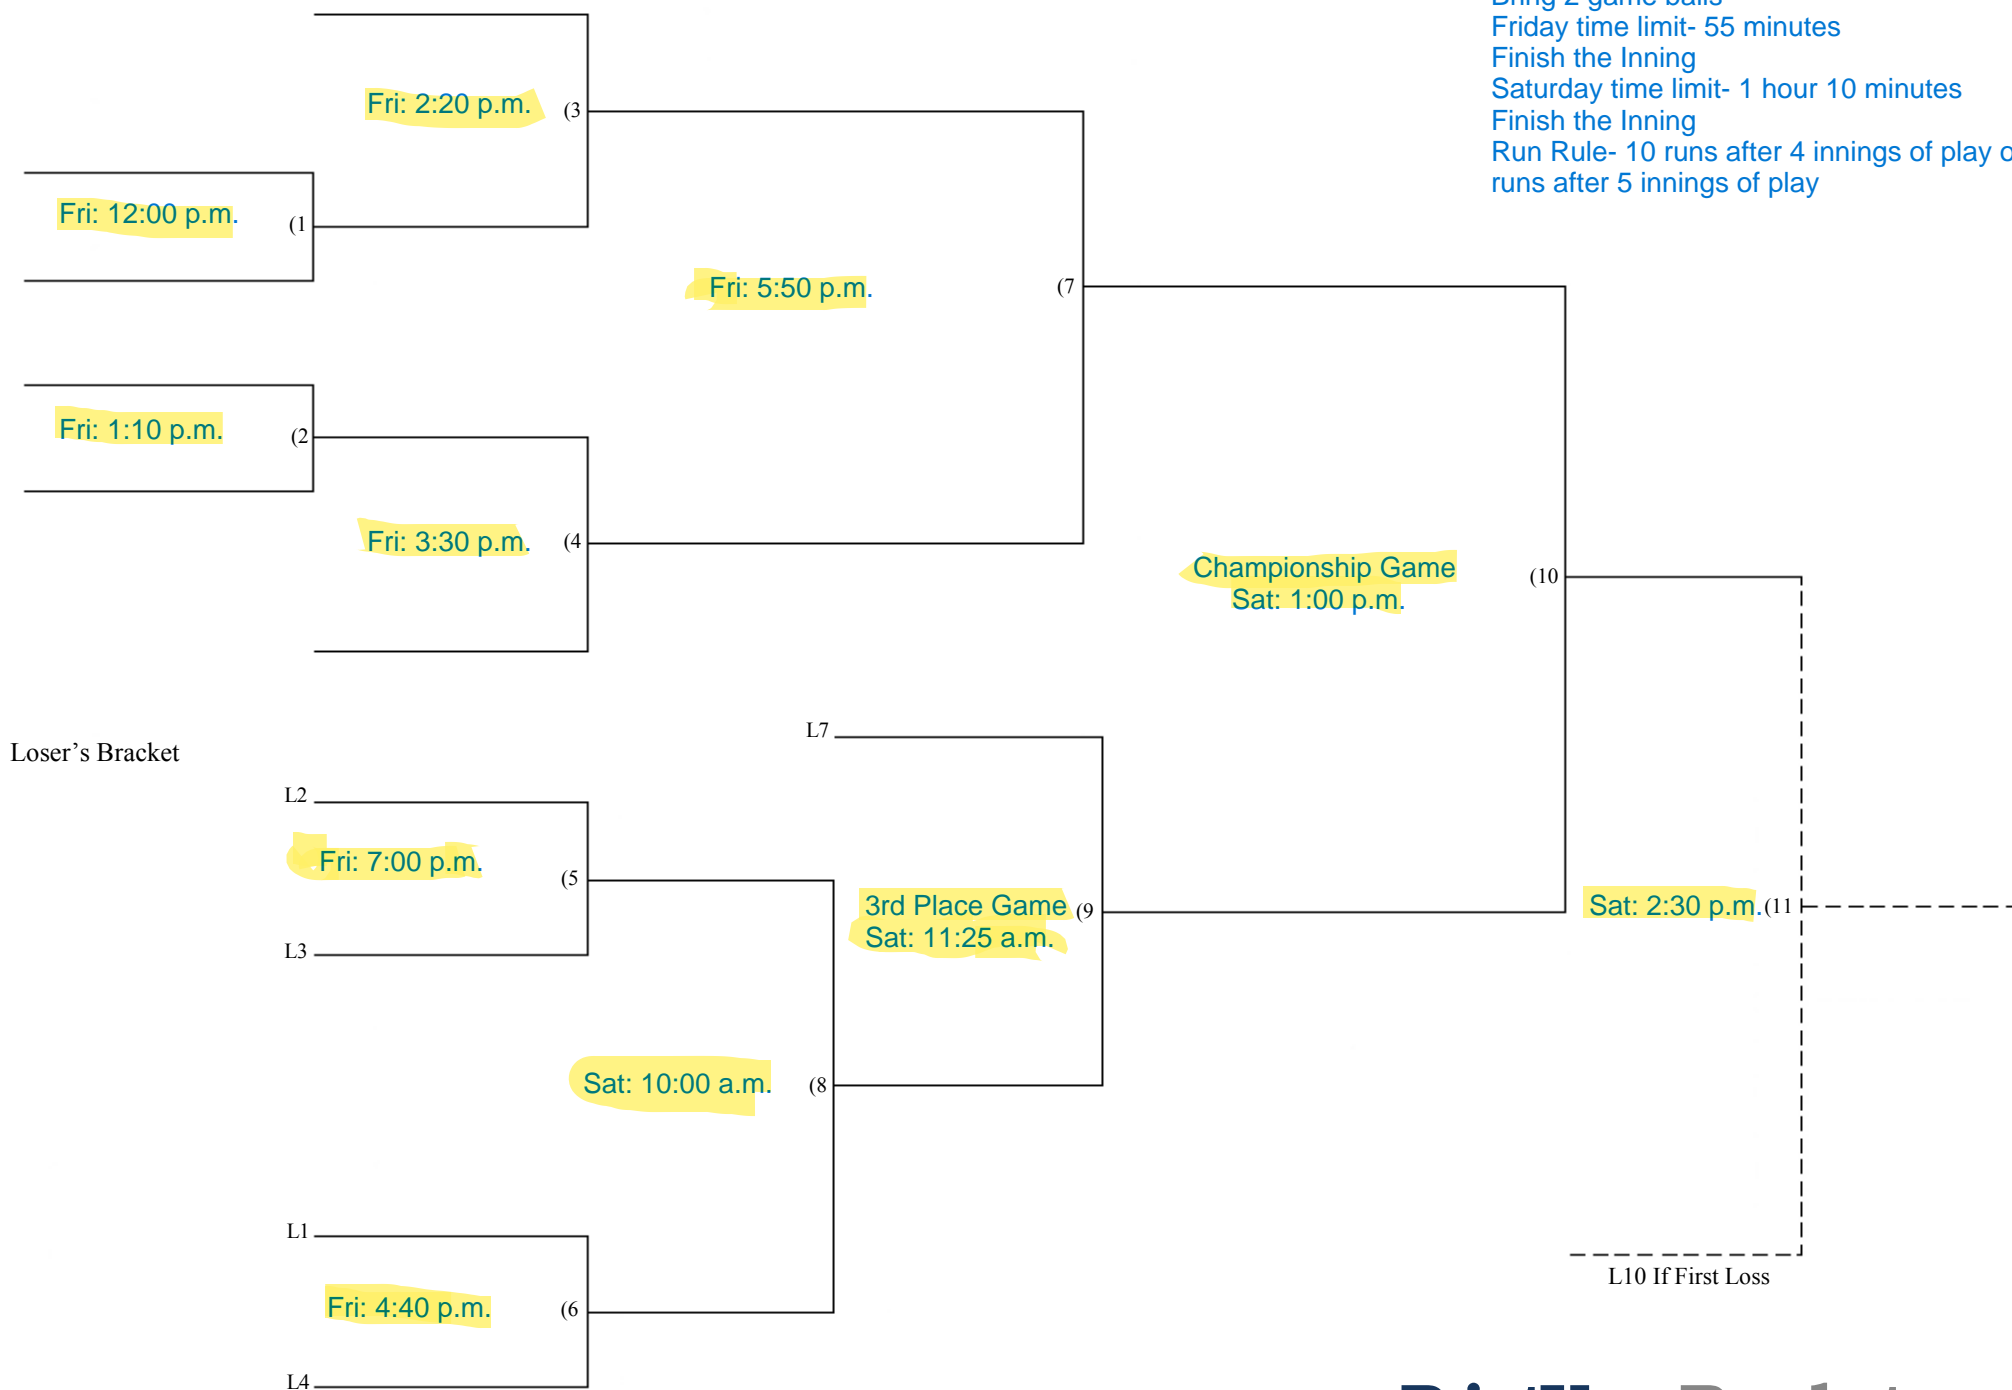 Bring 2 game balls
Friday time limit- 55 minutes
Finish the Inning
Saturday time limit- 1 hour 10 minutes
Finish the Inning
Run Rule- 10 runs after 4 innings of play
runs after 5 innings of play
Fri: 2:20 p.m.
(3
Fri: 12:00 p.m.
(1
Fri: 5:50 p.m.
(7
Fri: 1:10 p.m.
(2
Fri: 3:30 p.m.
(4
Championship Game
Sat: 1:00 p.m.
(10
L7
Loser’s Bracket
L2
Fri: 7:00 p.m.
(5
L3
3rd Place Game
Sat: 11:25 a.m.
(9
Sat: 2:30 p.m.
(11
Sat: 10:00 a.m.
(8
L1
L10 If First Loss
Fri: 4:40 p.m.
(6
L4